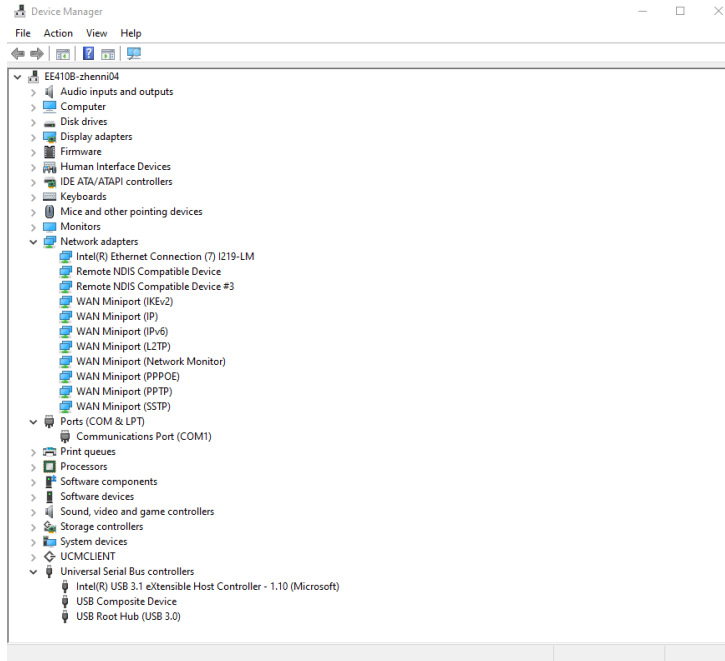 Device Manager
File Action View Help
EE410B-zhenni04
Audio inputs and outputs
Computer
Disk drives
Display adapters
Firmware
Human Interface Devices
IDE ATA/ATAPI controllers
Keyboards
Mice and other pointing devices
Monitors
Network adapters
Intel(R) Ethernet Connection (7) I219-LM
Remote NDIS Compatible Device
Remote NDIS Compatible Device #3
WAN Miniport (IKEv2)
WAN Miniport (IP)
WAN Miniport (IPv6)
WAN Miniport (L2TP)
WAN Miniport (Network Monitor)
WAN Miniport (PPPOE)
WAN Miniport (PPTP)
WAN Miniport (SSTP)
Ports (COM & LPT)
Communications Port (COM1)
Print queues
Processors
Software components
Software devices
Sound, video and game controllers
Storage controllers
System devices
UCMCLIENT
Universal Serial Bus controllers
Intel(R) USB 3.1 eXtensible Host Controller - 1.10 (Microsoft)
USB Composite Device
USB Root Hub (USB 3.0)